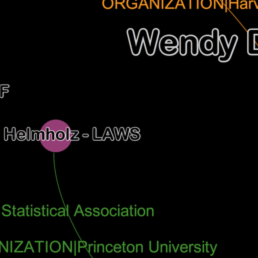 ORGANIZATION|Harv
Wendy
F
Helmholz - LAWS
Statistical Association
NIZATION|Princeton University